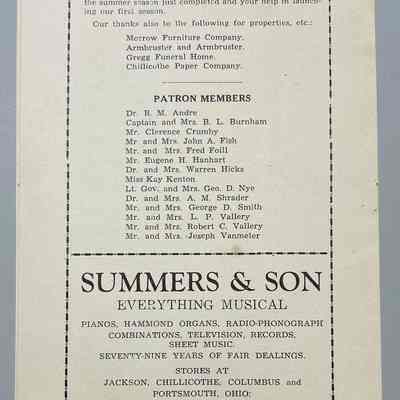 the summer season just completed and your help in launch-
ing our first season.
Our thanks also to the following for properties, etc.:
Morrow Furniture Company.
Armbruster and Armbruster.
Gregg Funeral Home.
Chillicothe Paper Company.
PATRON MEMBERS
Dr. R. M. Andre
Captain and Mrs. B. L. Burnham
Mr. Clerence Crumby
Mr. and Mrs. John A. Fish
Mr. and Mrs. Fred Foill
Mr. Eugene H. Hanhart
Dr. and Mrs. Warren Hicks
Miss Kay Kenton
Lt. Gov. and Mrs. Geo. D. Nye
Dr. and Mrs. A. M. Shrader
Mr. and Mrs. George D. Smith
Mr. and Mrs. L. P. Vallery
Mr. and Mrs. Robert C. Vallery
Mr. and Mrs. Joseph Vanmeter
SUMMERS & SON
EVERYTHING MUSICAL
PIANOS, HAMMOND ORGANS, RADIO-PHONOGRAPH
COMBINATIONS, TELEVISION, RECORDS,
SHEET MUSIC.
SEVENTY-NINE YEARS OF FAIR DEALINGS.
STORES AT
JACKSON, CHILLICOTHE, COLUMBUS and
PORTSMOUTH, OHIO: